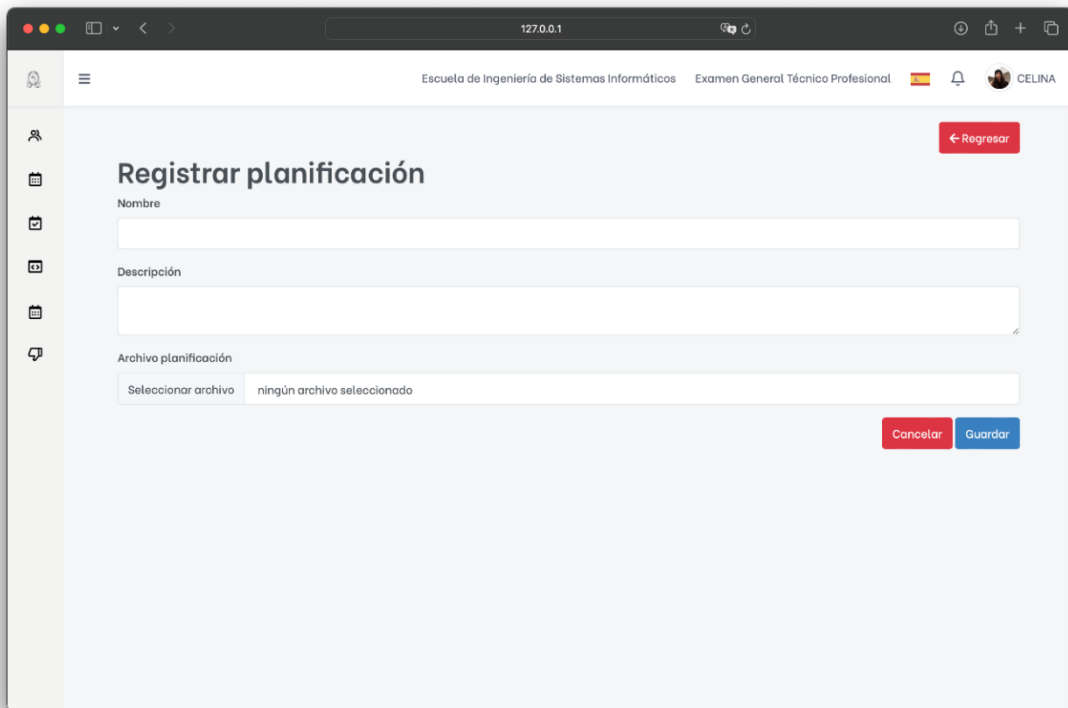 127.0.0.1
Escuela de Ingeniería de Sistemas Informáticos Examen General Técnico Profesional CELINA
Regresar
Registrar planificación
Nombre
Descripción
Archivo planificación
Seleccionar archivo ningún archivo seleccionado
Cancelar Guardar